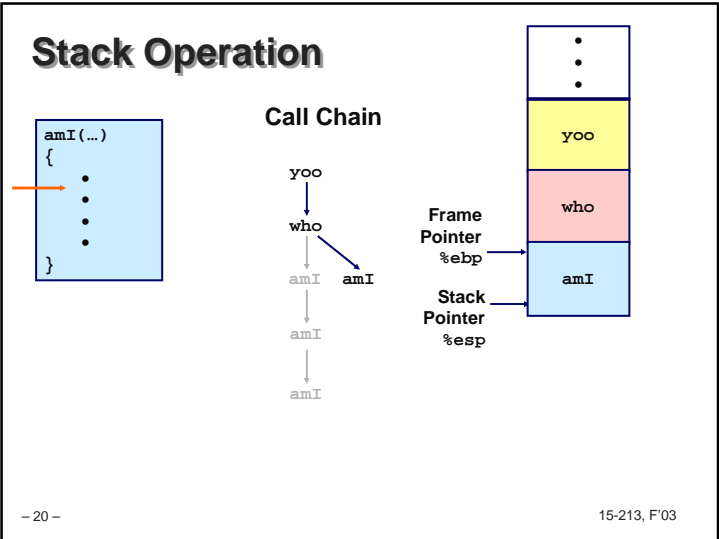 Stack Operation
amI(…)
{
•
•
•
•
}
Call Chain
yoo
who
amI amI
amI
amI
Frame
Pointer
%ebp
Stack
Pointer
%esp
•
•
•
yoo
who
amI
– 20 –
15-213, F'03